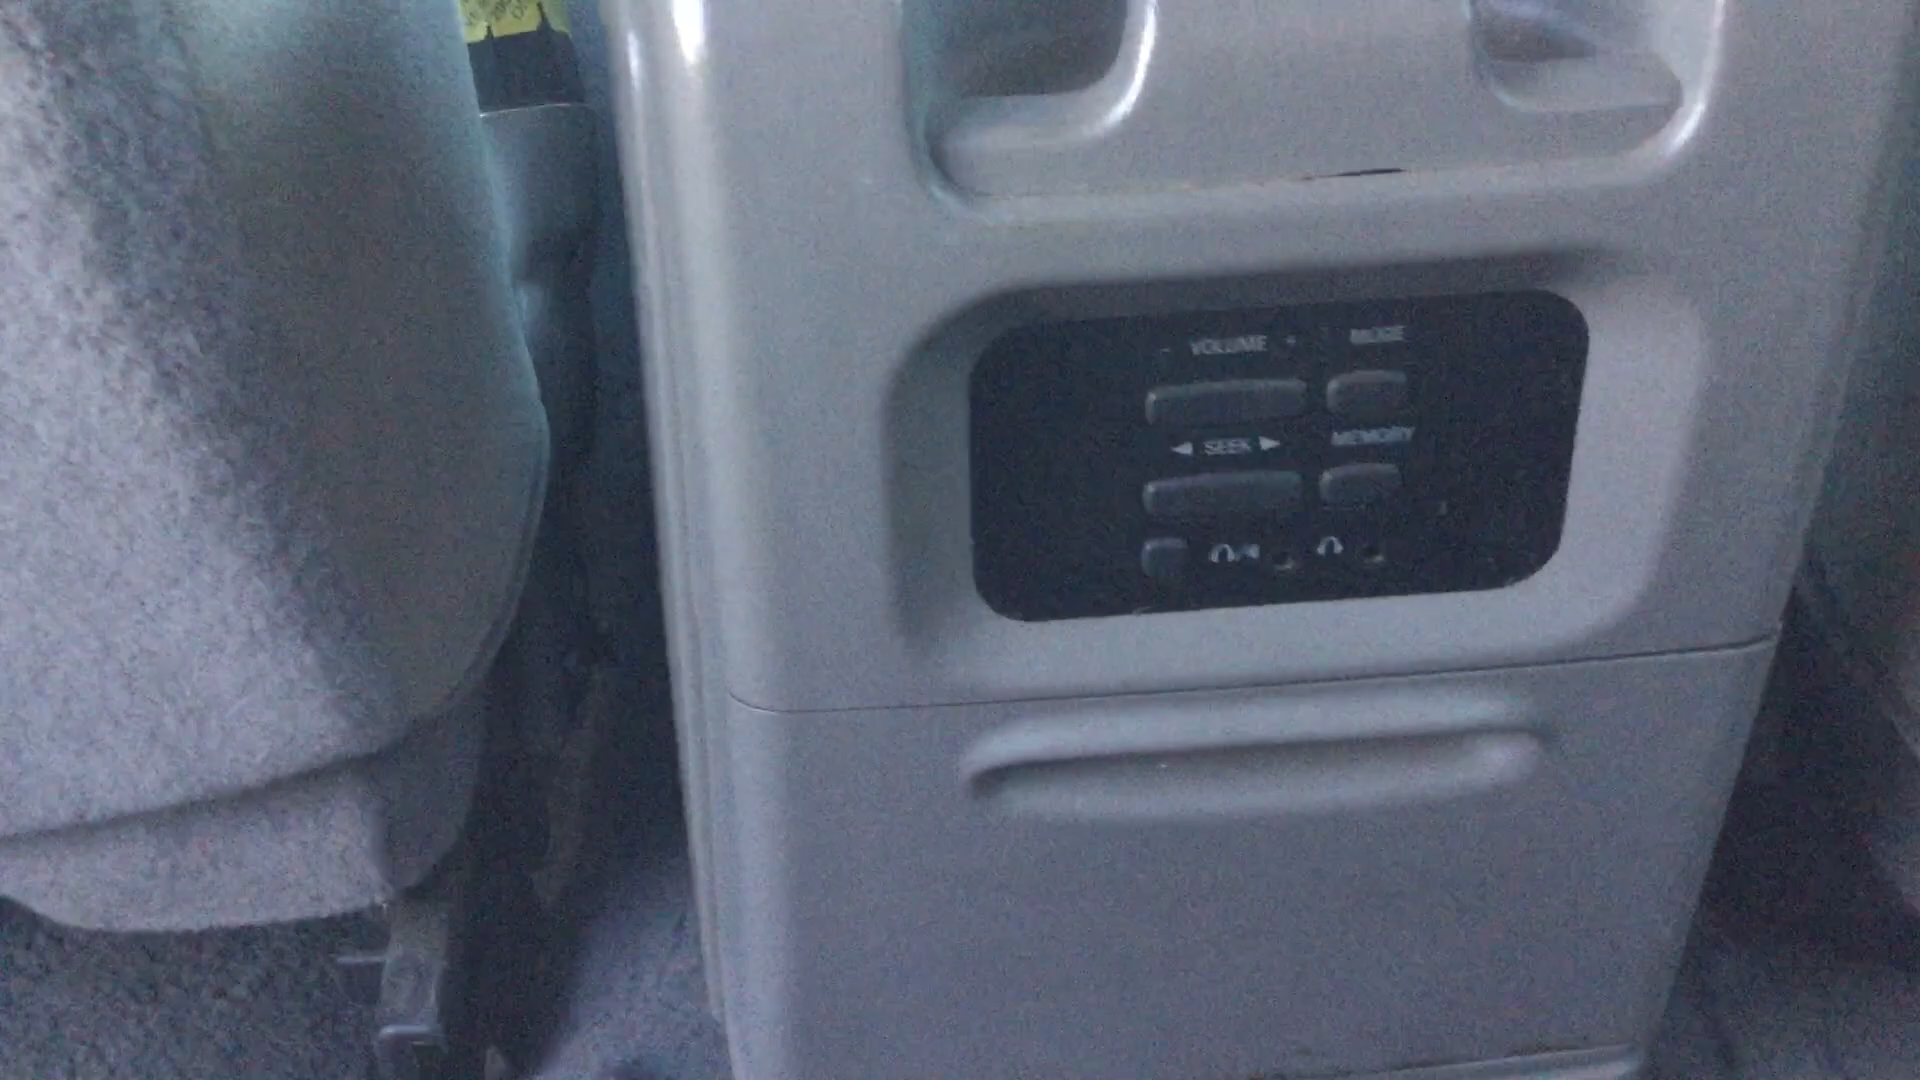 - VOLUME + MODE
◀ SEEK ▶ MEMORY